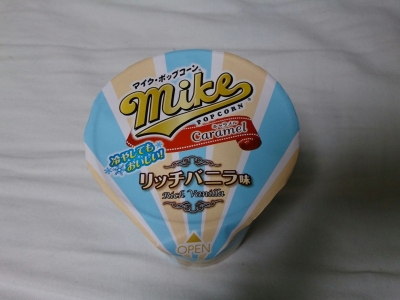 マイク・ポップコーン
mike
POPCORN
キャラメル
Caramel
冷やしても
おいしい!
リッチバニラ味
Rich Vanilla
OPEN